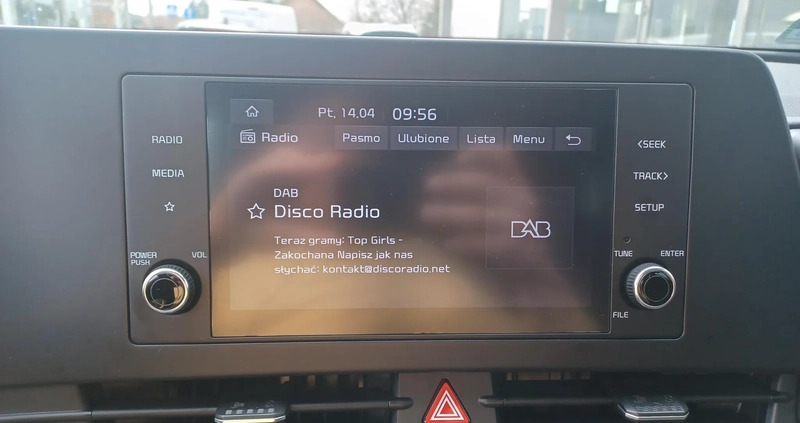 Pt, 14.04 09:56
Radio Pasmo Ulubione Lista Menu
RADIO
MEDIA
<SEEK
TRACK>
SETUP
DAB
Disco Radio
Teraz gramy: Top Girls -
Zakochana Napisz jak nas
słychać: kontakt@discoradio.net
DAB
POWER
PUSH
VOL
TUNE
ENTER
FILE